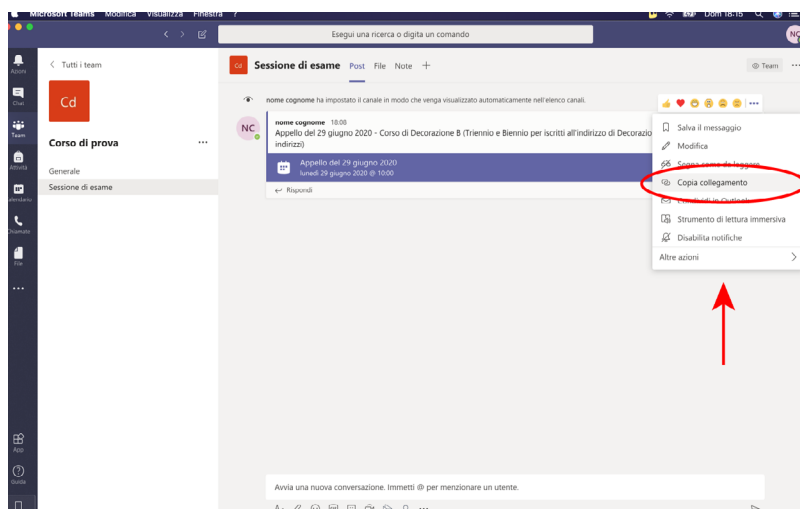 Microsoft Teams Modifica Visualizza Finestra ?
Dom 18:15
Esegui una ricerca o digita un comando
NC
Azioni
Chat
Team
Attività
Calendario
Chiamate
File
App
Guida
Tutti i team
Cd
Corso di prova
Generale
Sessione di esame
Cd Sessione di esame Post File Note +
Team
nome cognome ha impostato il canale in modo che venga visualizzato automaticamente nell'elenco canali.
NC
nome cognome 18:08
Appello del 29 giugno 2020 - Corso di Decorazione B (Triennio e Biennio per iscritti all'indirizzo di Decorazio
indirizzi)
Appello del 29 giugno 2020
lunedì 29 giugno 2020 @ 10:00
Rispondi
Salva il messaggio
Modifica
Segna come da leggere
Copia collegamento
Condividi in Outlook
Strumento di lettura immersiva
Disabilita notifiche
Altre azioni
Avvia una nuova conversazione. Immetti @ per menzionare un utente.